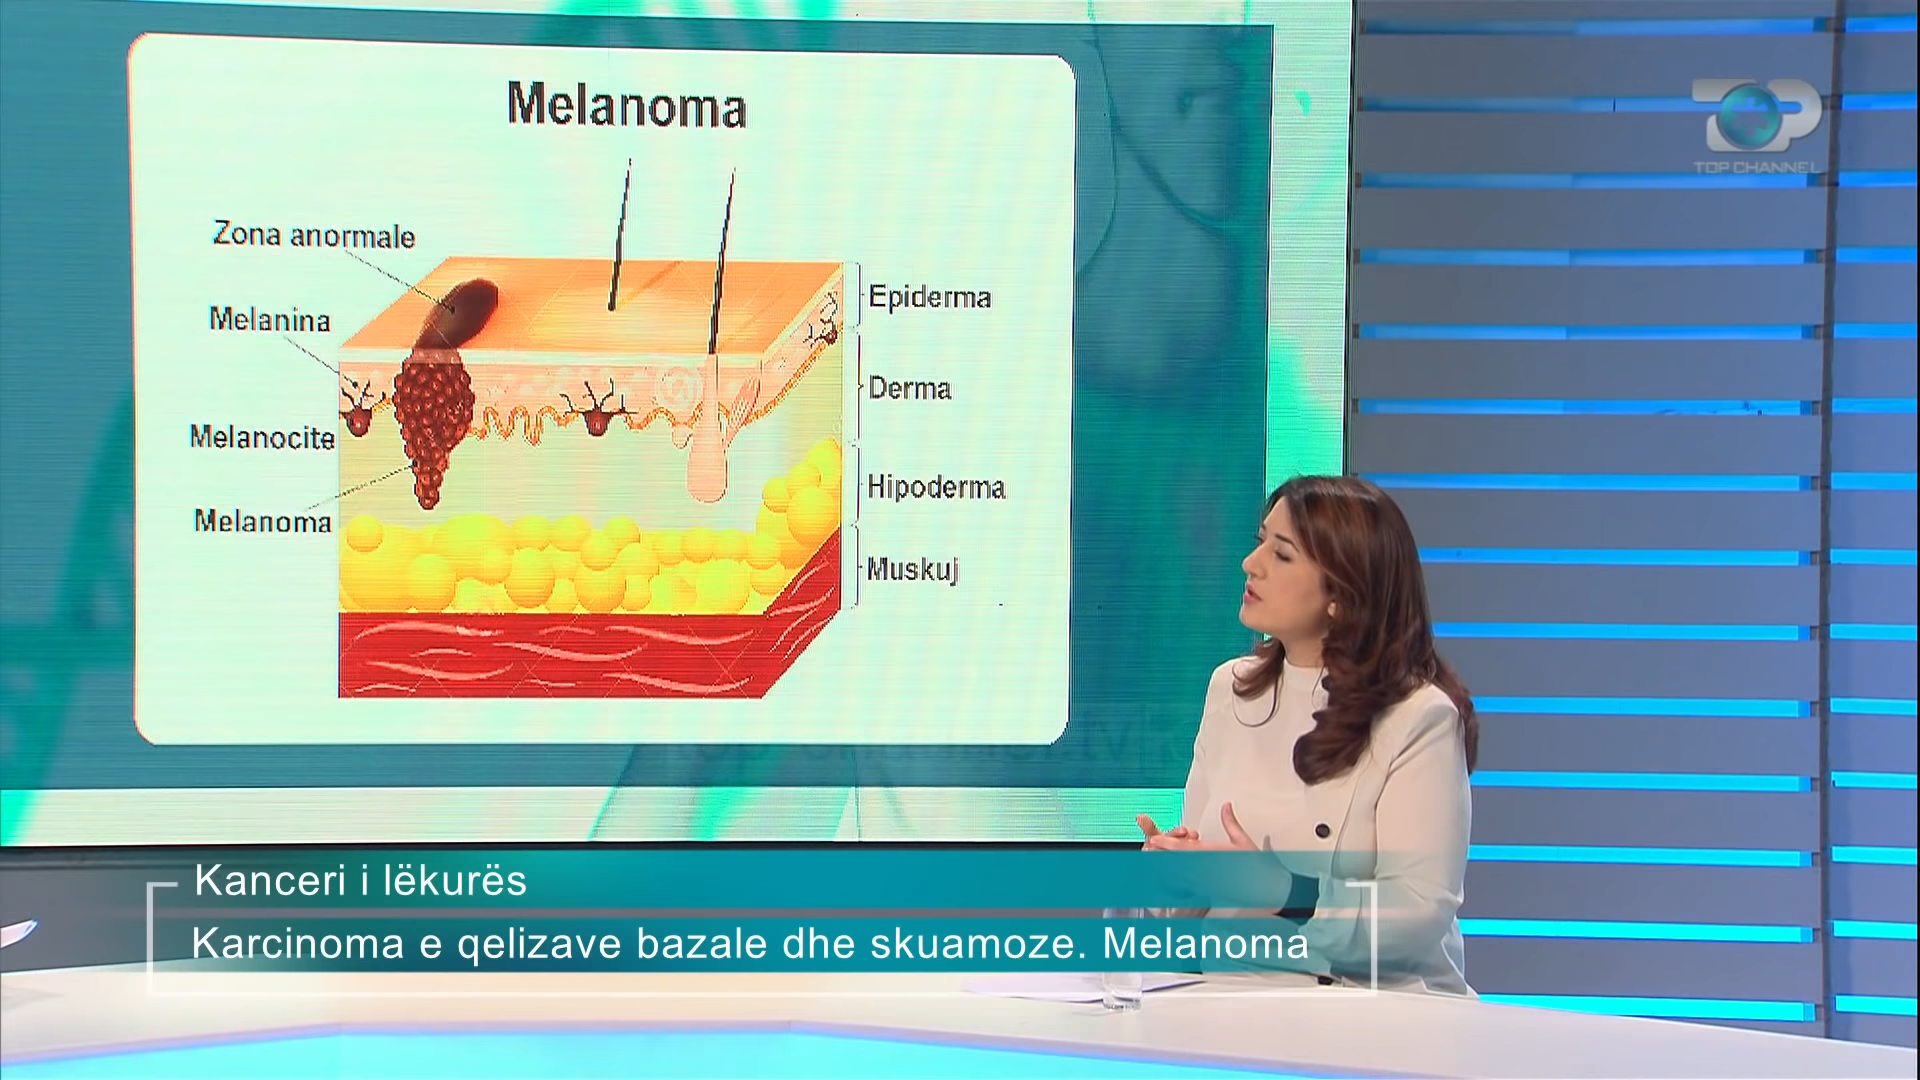 Melanoma
Zona anormale
Melanina
Melanocite
Melanoma
Epiderma
Derma
Hipoderma
Muskuj
TOP CHANNEL
Kanceri i lëkurës
Karcinoma e qelizave bazale dhe skuamoze. Melanoma